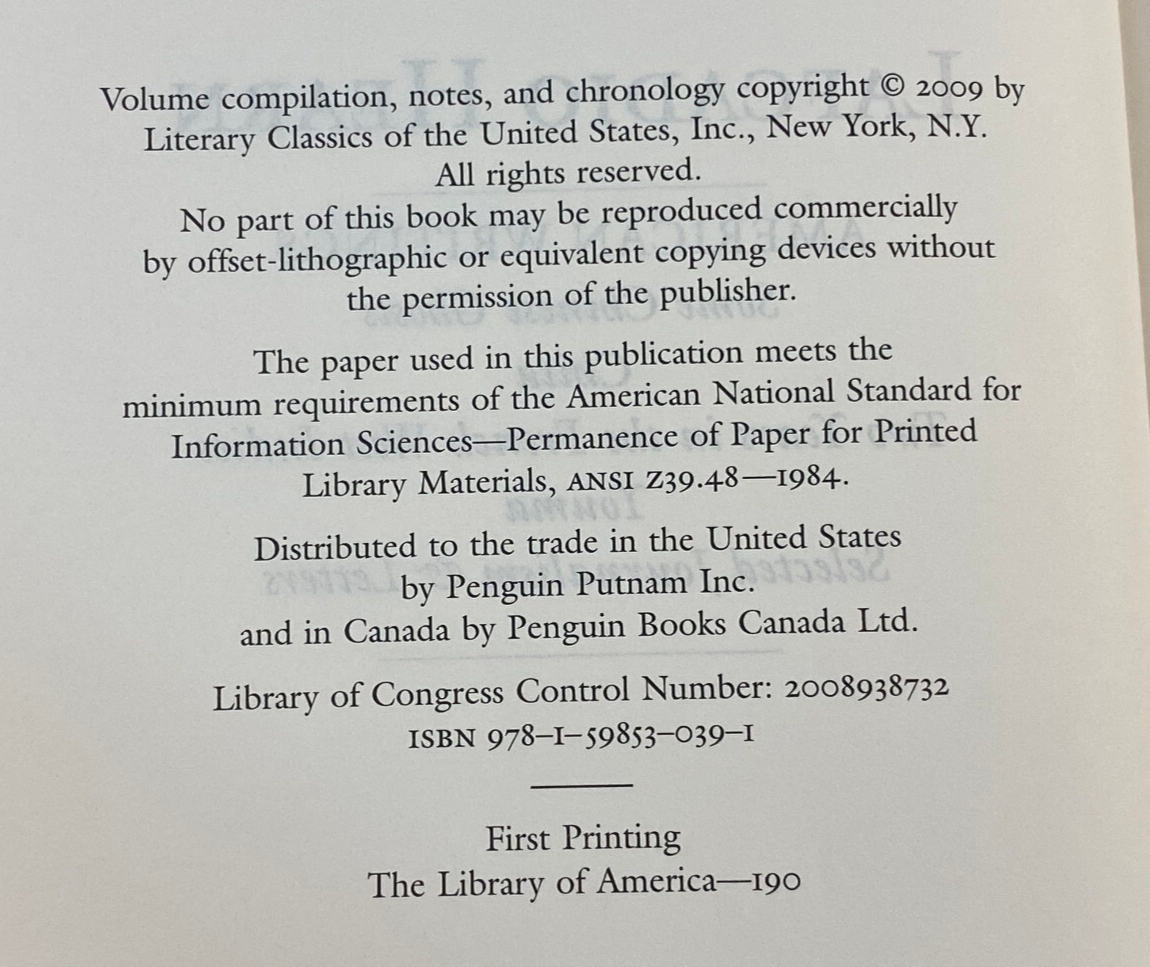 Volume compilation, notes, and chronology copyright © 2009 by
Literary Classics of the United States, Inc., New York, N.Y.
All rights reserved.
No part of this book may be reproduced commercially
by offset-lithographic or equivalent copying devices without
the permission of the publisher.
The paper used in this publication meets the
minimum requirements of the American National Standard for
Information Sciences—Permanence of Paper for Printed
Library Materials, ANSI Z39.48—1984.
Distributed to the trade in the United States
by Penguin Putnam Inc.
and in Canada by Penguin Books Canada Ltd.
Library of Congress Control Number: 2008938732
ISBN 978–1–59853–039–1
First Printing
The Library of America—190